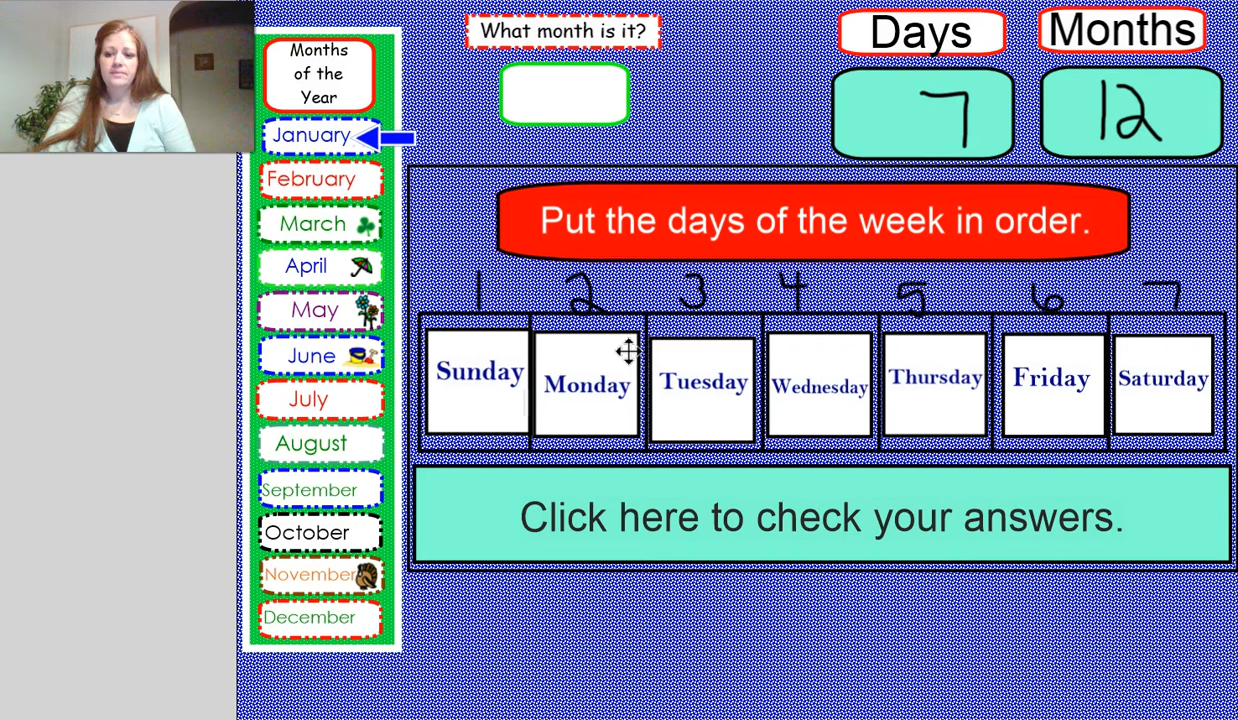 Months
of the
Year
January
February
March
April
May
June
July
August
September
October
November
December
What month is it?
Days
Months
7
12
Put the days of the week in order.
1 2 3 4 5 6 7
Sunday Monday Tuesday Wednesday Thursday Friday Saturday
Click here to check your answers.